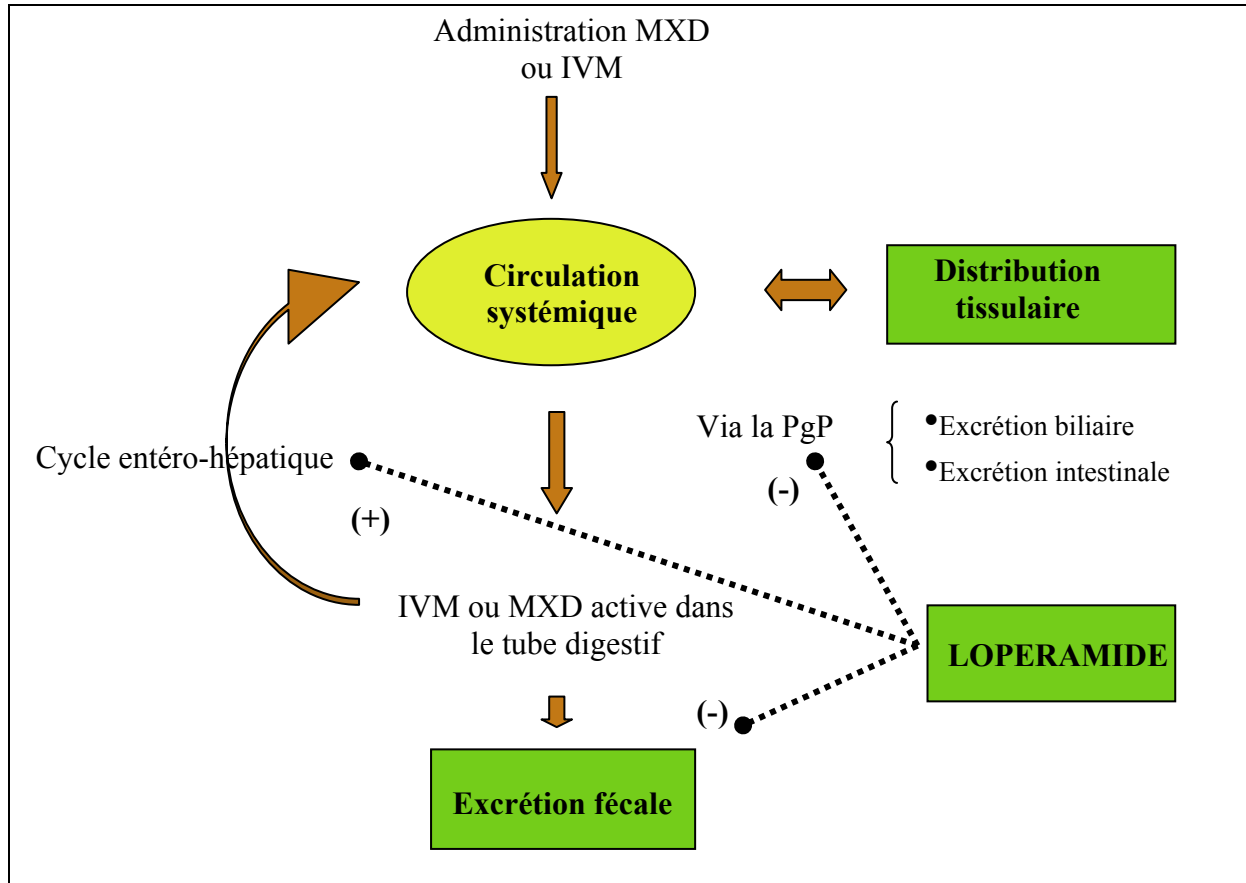 Administration MXD
ou IVM
Circulation
systémique
Distribution
tissulaire
Via la PgP
•Excrétion biliaire
•Excrétion intestinale
Cycle entéro-hépatique
(-)
(+)
IVM ou MXD active dans
le tube digestif
LOPERAMIDE
(-)
Excrétion fécale